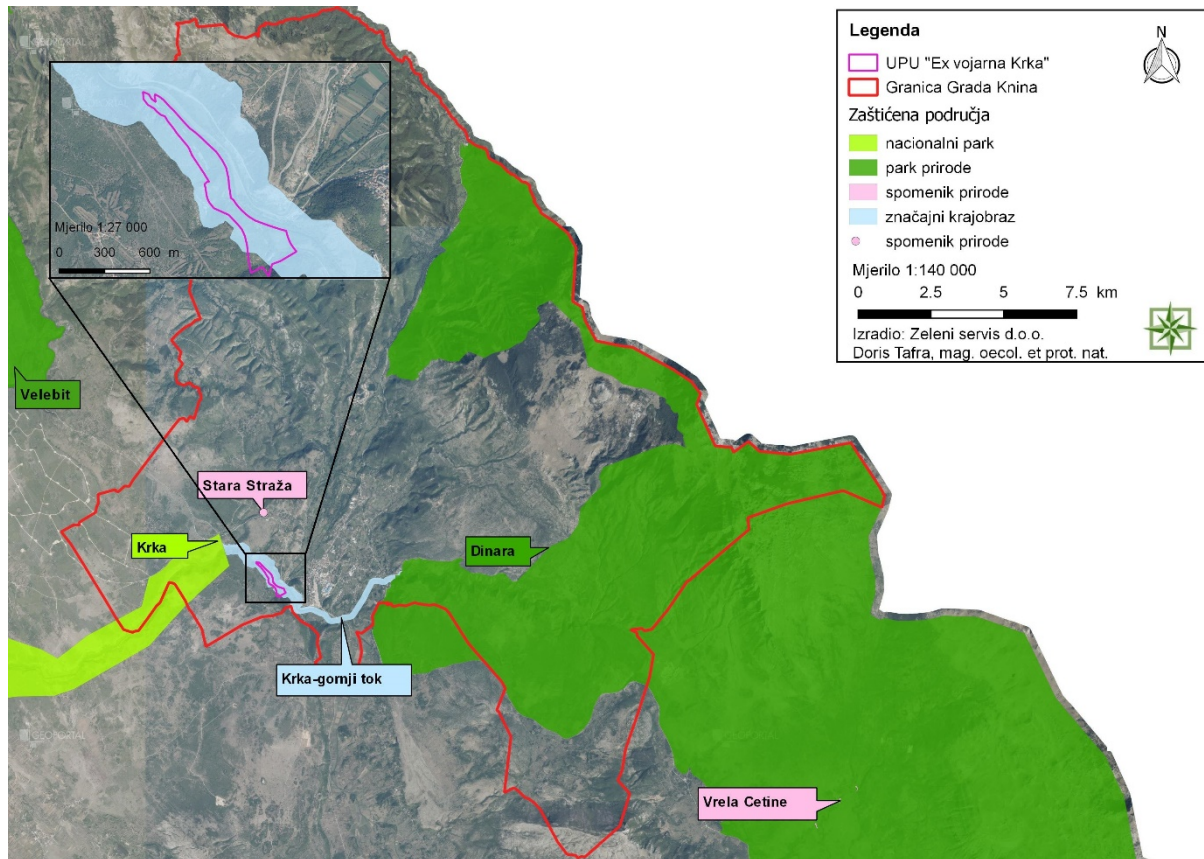 GEOPORTAL
Mjerilo 1:27 000
0 300 600 m
Velebit
Stara Straža
Krka
Dinara
Krka-gornji tok
Vrela Cetine
GEOPORTAL
Legenda
N
UPU "Ex vojarna Krka"
Granica Grada Knina
Zaštićena područja
nacionalni park
park prirode
spomenik prirode
značajni krajobraz
spomenik prirode
Mjerilo 1:140 000
0 2.5 5 7.5 km
Izradio: Zeleni servis d.o.o.
Doris Tafra, mag. oecol. et prot. nat.